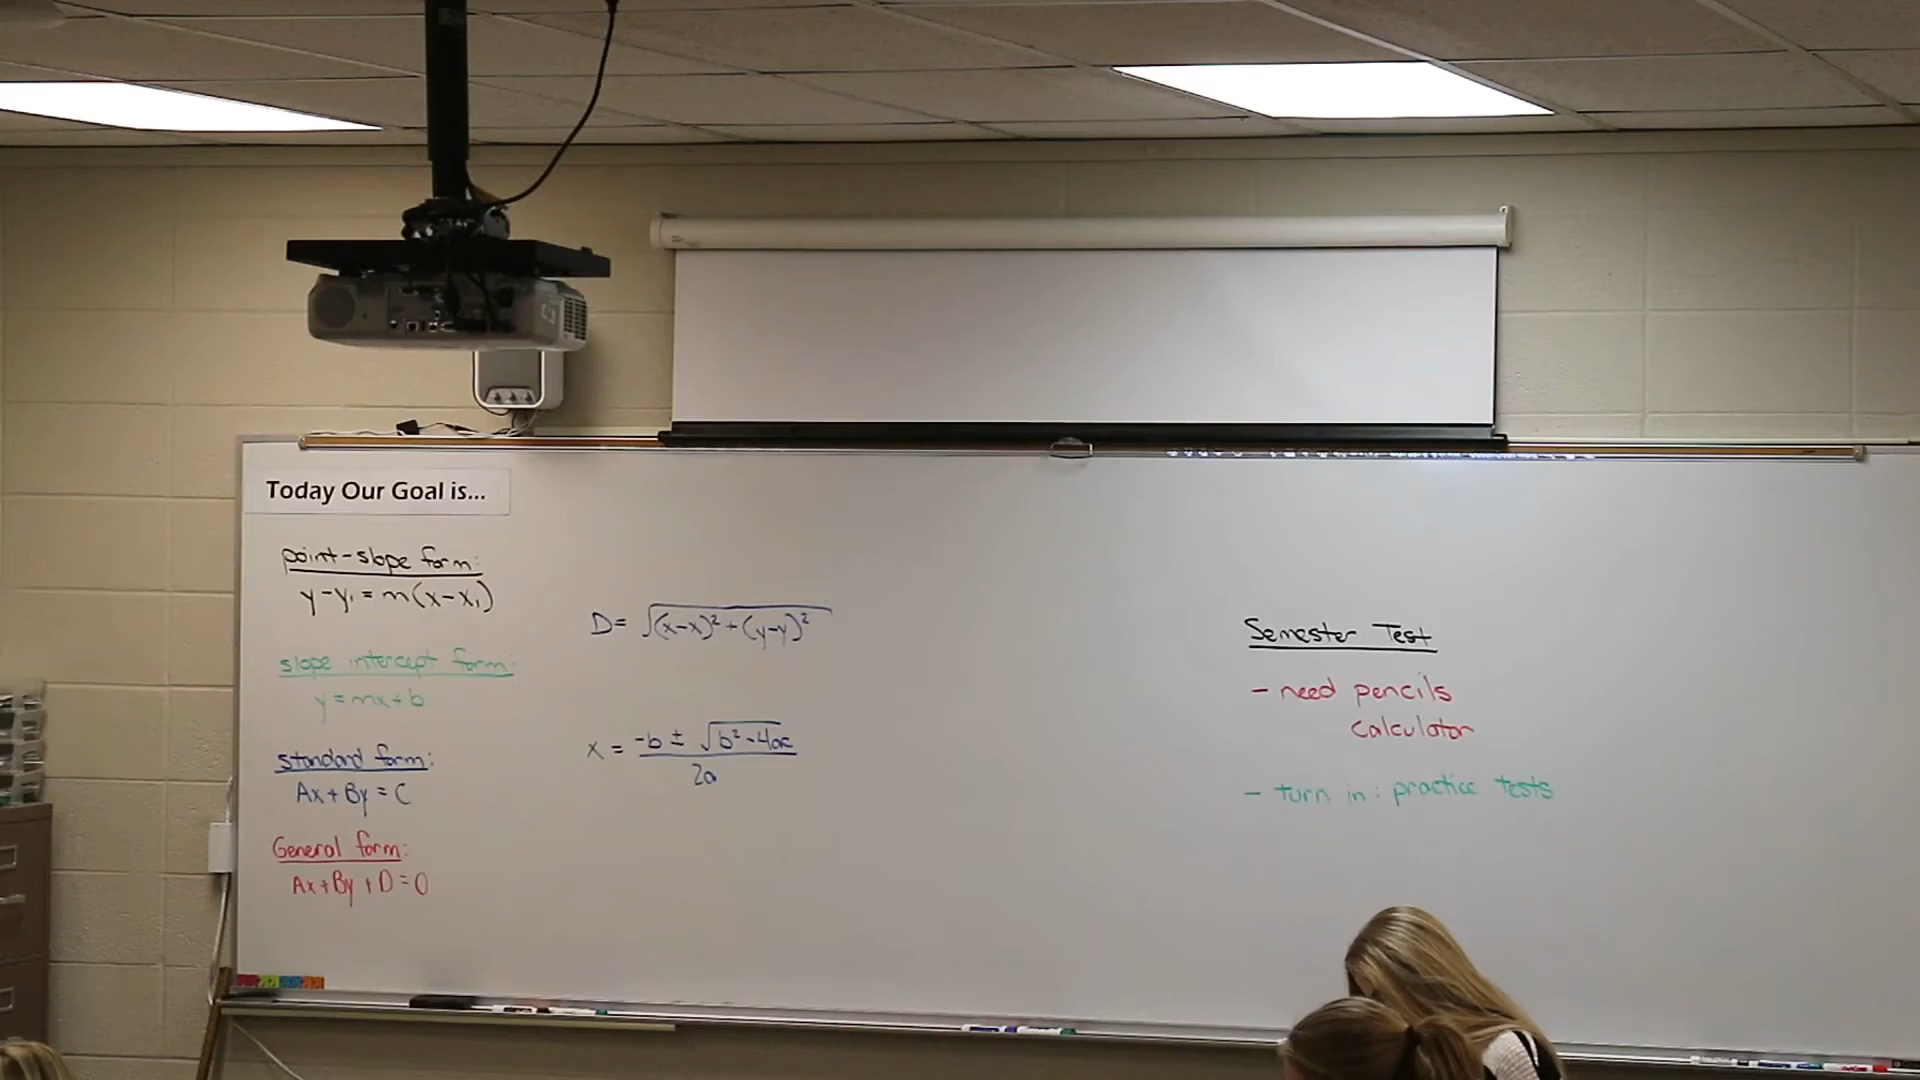 Today Our Goal is...
point-slope form:
y-y₁ = m(x-x₁)
slope intercept form:
y = mx+b
standard form:
Ax+By = C
General form:
Ax+By+D=0
D= √(x-x)²+(y-y)²
x = -b ± √b²-4ac
2a
Semester Test
- need pencils
calculator
- turn in: practice tests